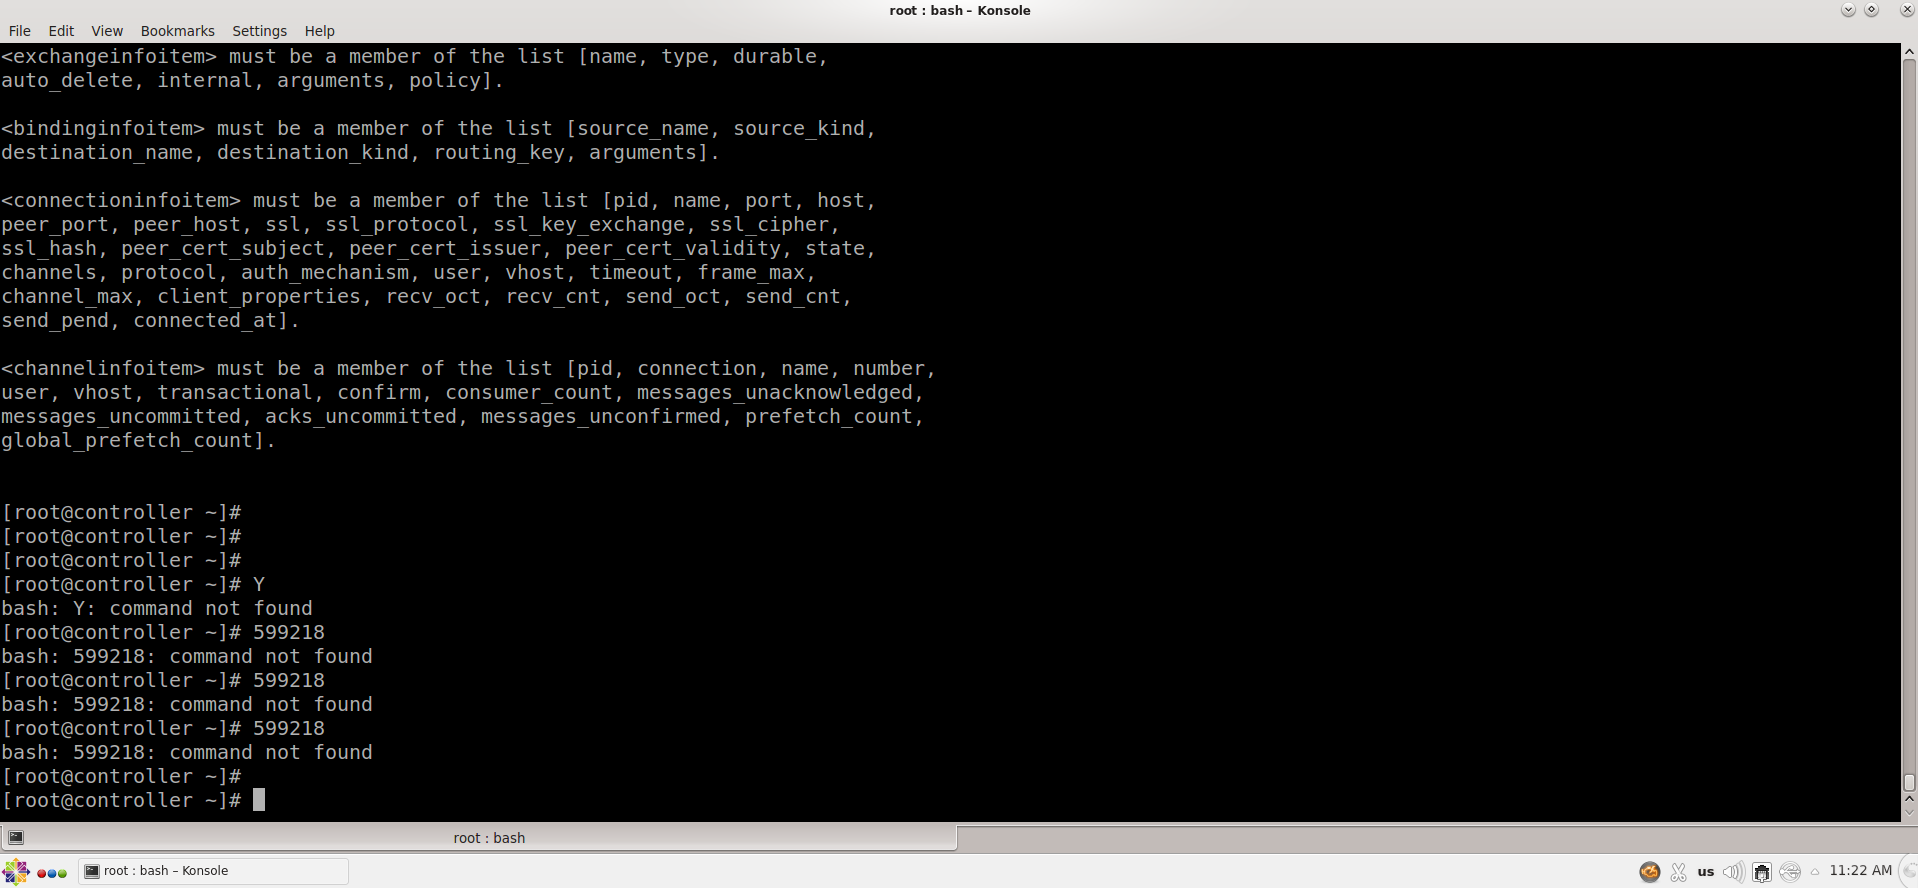 root : bash – Konsole
File Edit View Bookmarks Settings Help
<exchangeinfoitem> must be a member of the list [name, type, durable,
auto_delete, internal, arguments, policy].
<bindinginfoitem> must be a member of the list [source_name, source_kind,
destination_name, destination_kind, routing_key, arguments].
<connectioninfoitem> must be a member of the list [pid, name, port, host,
peer_port, peer_host, ssl, ssl_protocol, ssl_key_exchange, ssl_cipher,
ssl_hash, peer_cert_subject, peer_cert_issuer, peer_cert_validity, state,
channels, protocol, auth_mechanism, user, vhost, timeout, frame_max,
channel_max, client_properties, recv_oct, recv_cnt, send_oct, send_cnt,
send_pend, connected_at].
<channelinfoitem> must be a member of the list [pid, connection, name, number,
user, vhost, transactional, confirm, consumer_count, messages_unacknowledged,
messages_uncommitted, acks_uncommitted, messages_unconfirmed, prefetch_count,
global_prefetch_count].
[root@controller ~]#
[root@controller ~]#
[root@controller ~]#
[root@controller ~]# Y
bash: Y: command not found
[root@controller ~]# 599218
bash: 599218: command not found
[root@controller ~]# 599218
bash: 599218: command not found
[root@controller ~]# 599218
bash: 599218: command not found
[root@controller ~]#
[root@controller ~]#
root : bash
root : bash – Konsole
us
11:22 AM